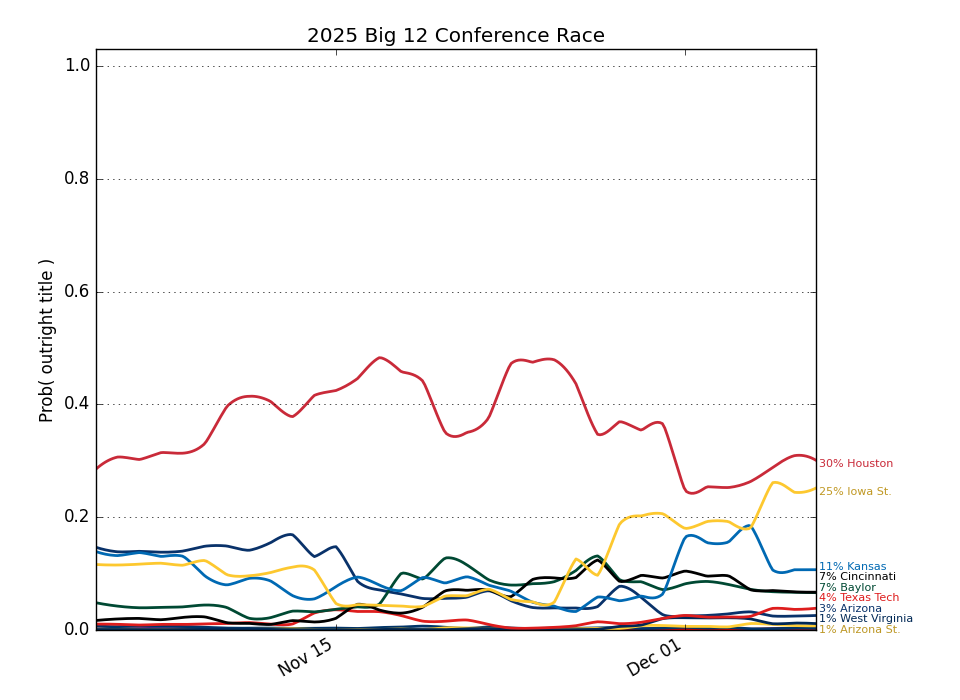 2025 Big 12 Conference Race
Prob( outright title )
1.0
0.8
0.6
0.4
0.2
0.0
Nov 15
Dec 01
30% Houston
25% Iowa St.
11% Kansas
7% Cincinnati
7% Baylor
4% Texas Tech
3% Arizona
1% West Virginia
1% Arizona St.